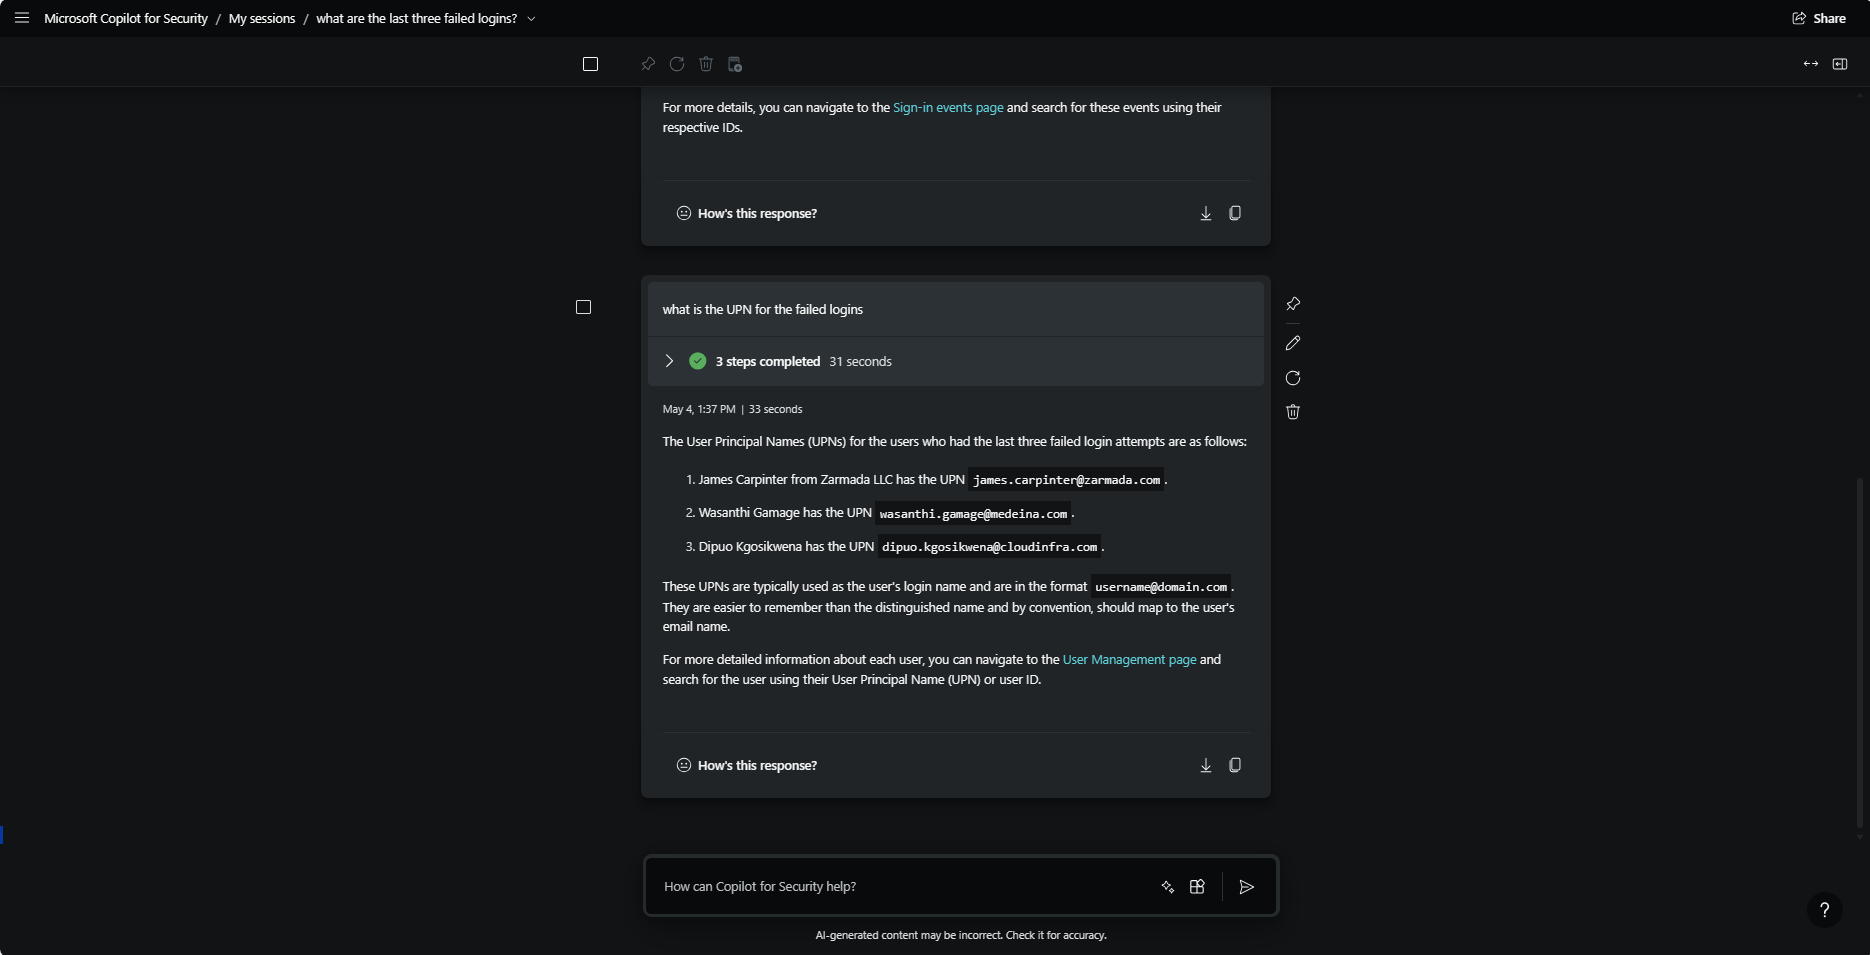 Microsoft Copilot for Security / My sessions / what are the last three failed logins?
Share
For more details, you can navigate to the Sign-in events page and search for these events using their
respective IDs.
How's this response?
what is the UPN for the failed logins
3 steps completed 31 seconds
May 4, 1:37 PM | 33 seconds
The User Principal Names (UPNs) for the users who had the last three failed login attempts are as follows:
1. James Carpinter from Zarmada LLC has the UPN james.carpinter@zarmada.com.
2. Wasanthi Gamage has the UPN wasanthi.gamage@medeina.com.
3. Dipuo Kgosikwena has the UPN dipuo.kgosikwena@cloudinfra.com.
These UPNs are typically used as the user's login name and are in the format username@domain.com.
They are easier to remember than the distinguished name and by convention, should map to the user's
email name.
For more detailed information about each user, you can navigate to the User Management page and
search for the user using their User Principal Name (UPN) or user ID.
How's this response?
How can Copilot for Security help?
?
AI-generated content may be incorrect. Check it for accuracy.